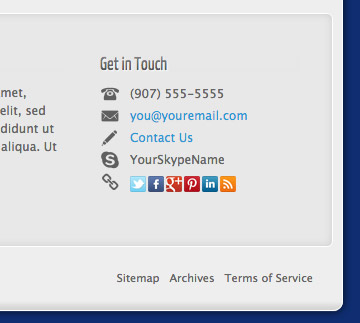 Get in Touch
met,
elit, sed
didunt ut
aliqua. Ut
(907) 555-5555
you@youremail.com
Contact Us
YourSkypeName
Sitemap Archives Terms of Service